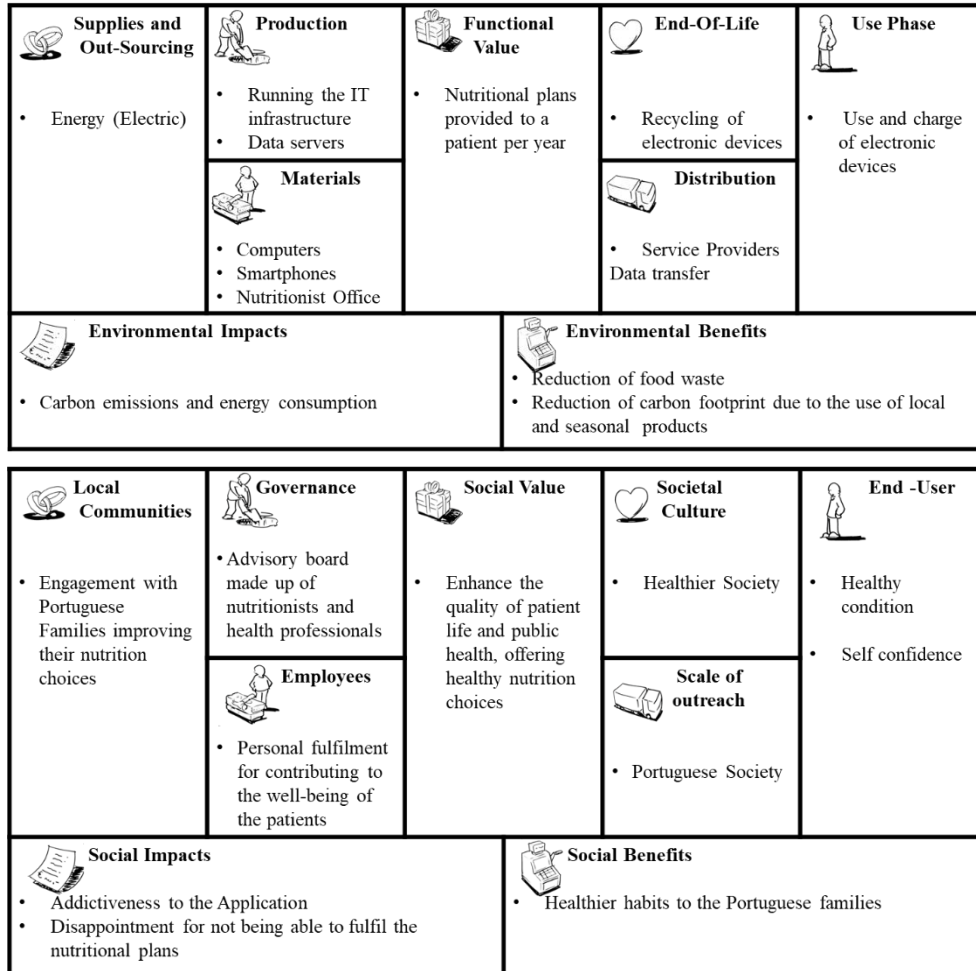 Supplies and
Out-Sourcing
• Energy (Electric)
Production
• Running the IT
infrastructure
• Data servers
Materials
• Computers
• Smartphones
• Nutritionist Office
Functional
Value
• Nutritional plans
provided to a
patient per year
End-Of-Life
• Recycling of
electronic devices
Distribution
• Service Providers
Data transfer
Use Phase
• Use and charge
of electronic
devices
Environmental Impacts
• Carbon emissions and energy consumption
Environmental Benefits
• Reduction of food waste
• Reduction of carbon footprint due to the use of local
and seasonal products
Local
Communities
• Engagement with
Portuguese
Families improving
their nutrition
choices
Governance
• Advisory board
made up of
nutritionists and
health professionals
Employees
• Personal fulfilment
for contributing to
the well-being of
the patients
Social Value
• Enhance the
quality of patient
life and public
health, offering
healthy nutrition
choices
Societal
Culture
• Healthier Society
Scale of
outreach
• Portuguese Society
End -User
• Healthy
condition
• Self confidence
Social Impacts
• Addictiveness to the Application
• Disappointment for not being able to fulfil the
nutritional plans
Social Benefits
• Healthier habits to the Portuguese families